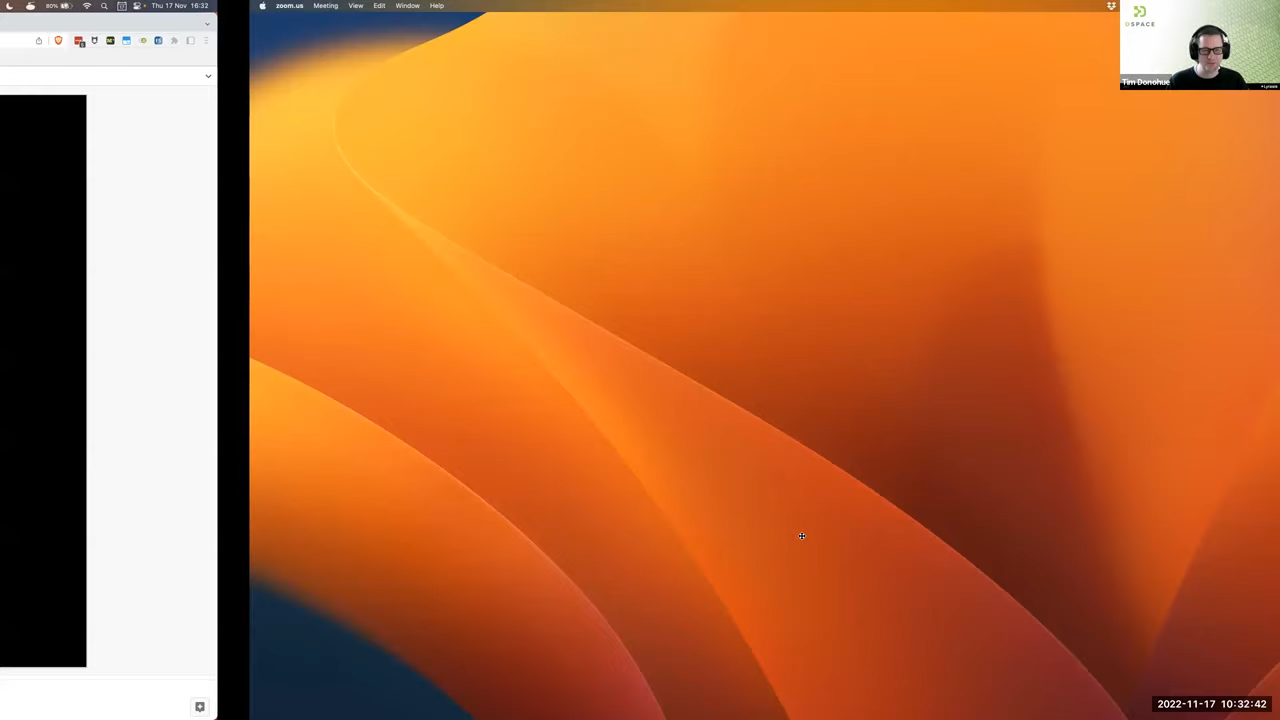 80% Thu 17 Nov 16:32
zoom.us Meeting View Edit Window Help
DSPACE
Tim Donohue
2022-11-17 10:32:42